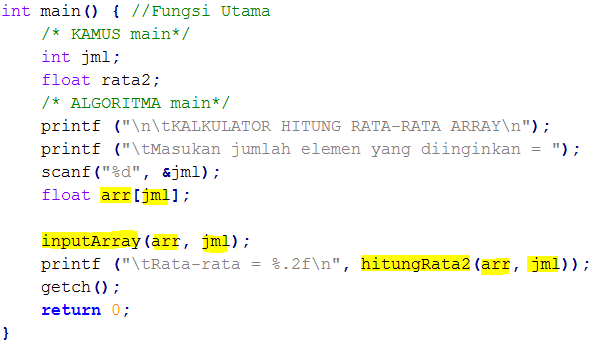 int main() { //Fungsi Utama
/* KAMUS main*/
int jml;
float rata2;
/* ALGORITMA main*/
printf ("\n\tKALKULATOR HITUNG RATA-RATA ARRAY\n");
printf ("\tMasukan jumlah elemen yang diinginkan = ");
scanf("%d", &jml);
float arr[jml];
inputArray(arr, jml);
printf ("\tRata-rata = %.2f\n", hitungRata2(arr, jml));
getch();
return 0;
}